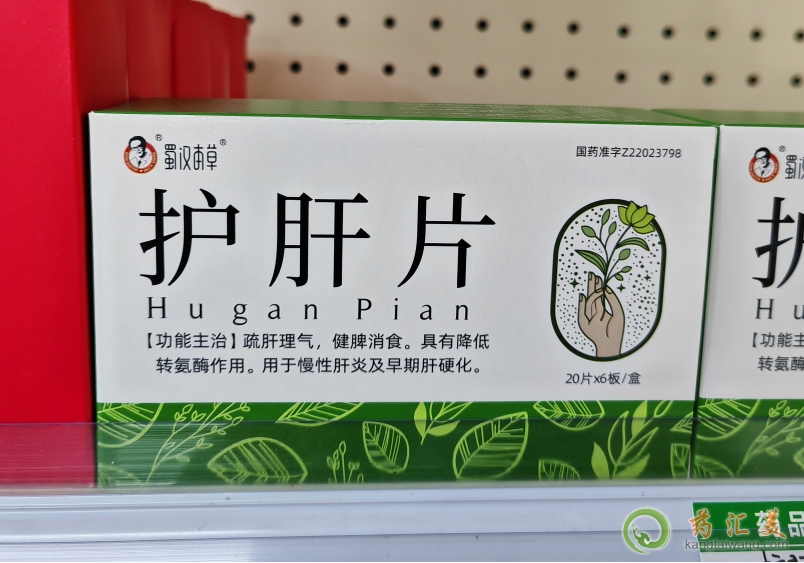 蜀汉本草
国药准字Z22023798
护肝片
Hugan Pian
【功能主治】疏肝理气，健脾消食。具有降低
转氨酶作用。用于慢性肝炎及早期肝硬化。
20片x6板/盒
蜀汉
护
Hu
【功能主
转氨酶
药汇美
kangtaiwang.com
药品